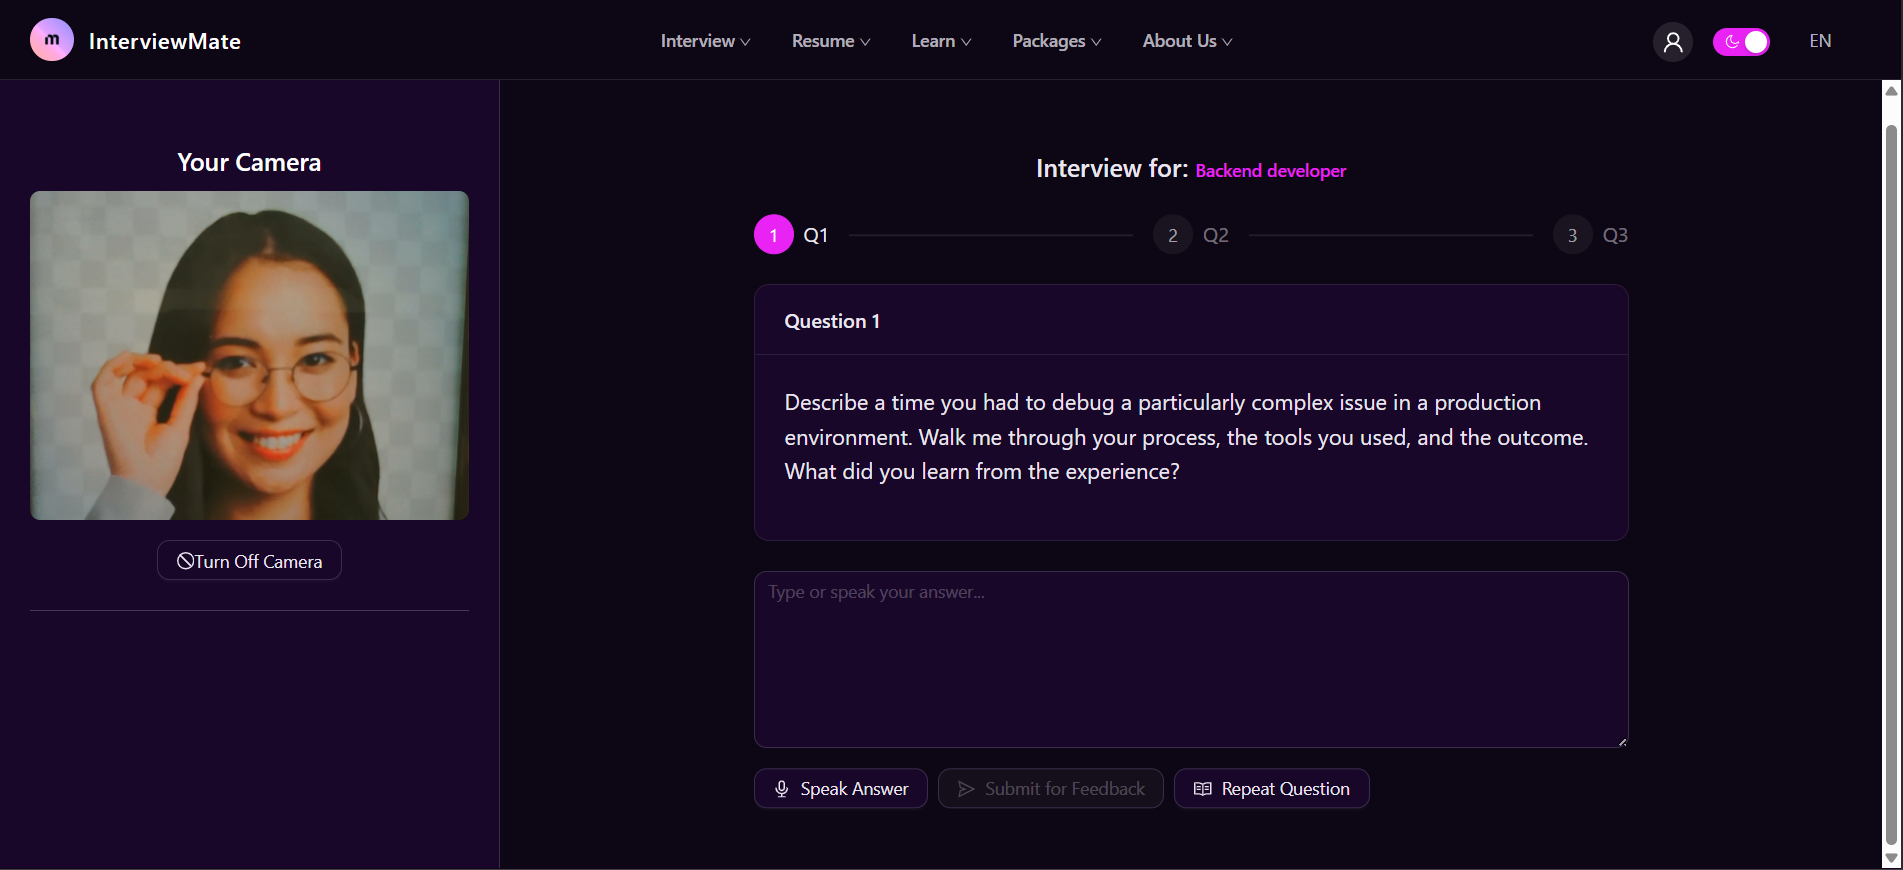 m
InterviewMate
Interview
Resume
Learn
Packages
About Us
EN
Your Camera
Turn Off Camera
Interview for: Backend developer
1 Q1
2 Q2
3 Q3
Question 1
Describe a time you had to debug a particularly complex issue in a production
environment. Walk me through your process, the tools you used, and the outcome.
What did you learn from the experience?
Type or speak your answer...
Speak Answer
Submit for Feedback
Repeat Question